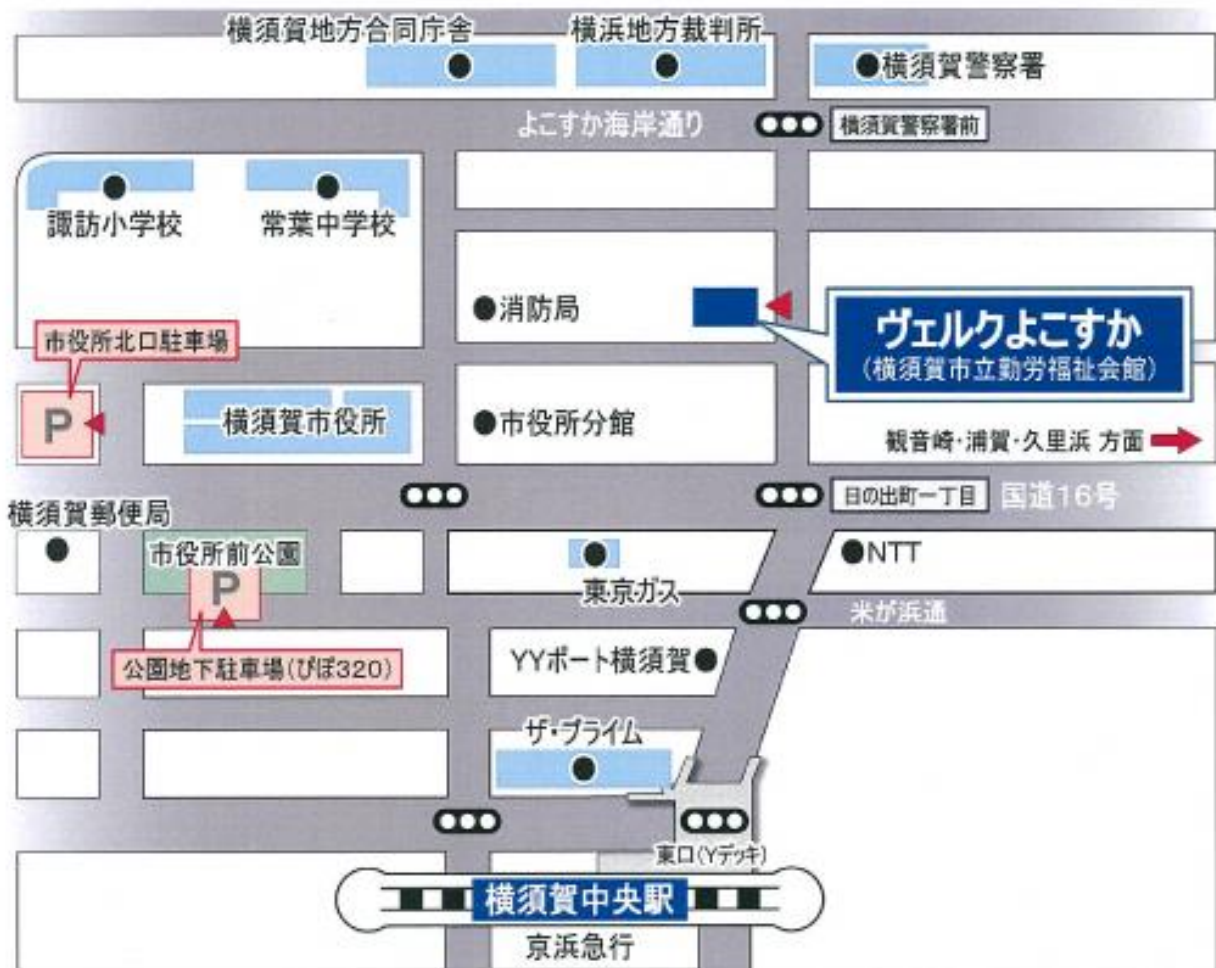 横須賀地方合同庁舎
横浜地方裁判所
横須賀警察署
よこすか海岸通り
横須賀警察署前
諏訪小学校
常葉中学校
消防局
ヴェルクよこすか
(横須賀市立勤労福祉会館)
市役所北口駐車場
P
横須賀市役所
市役所分館
観音崎・浦賀・久里浜 方面
日の出町一丁目
国道16号
横須賀郵便局
市役所前公園
P
東京ガス
NTT
米が浜通
公園地下駐車場(ぴぽ320)
YYポート横須賀
ザ・プライム
東口(Yデッキ)
横須賀中央駅
京浜急行